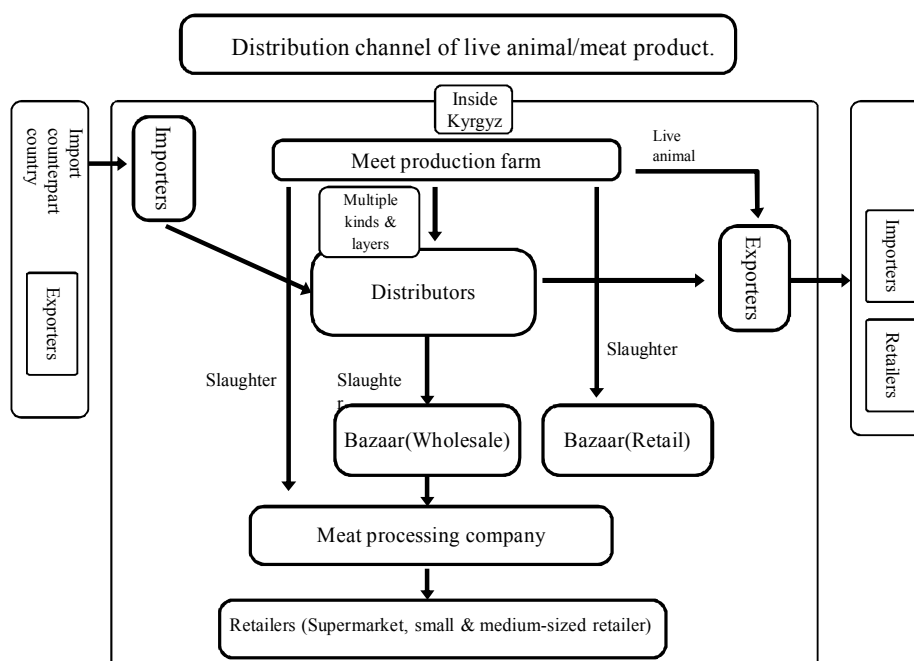 Distribution channel of live animal/meat product.
Inside
Kyrgyz
Import
counterpart
country
Exporters
Importers
Meet production farm
Live
animal
Multiple
kinds &
layers
Distributors
Exporters
Importers
Retailers
Slaughter
Slaughte
r
Slaughter
Bazaar(Wholesale)
Bazaar(Retail)
Meat processing company
Retailers (Supermarket, small & medium-sized retailer)